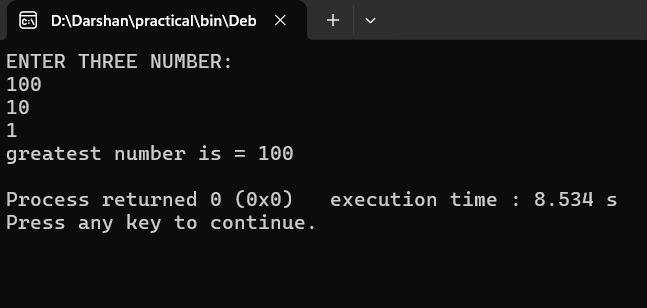 D:\Darshan\practical\bin\Deb
ENTER THREE NUMBER:
100
10
1
greatest number is = 100
Process returned 0 (0x0)   execution time : 8.534 s
Press any key to continue.